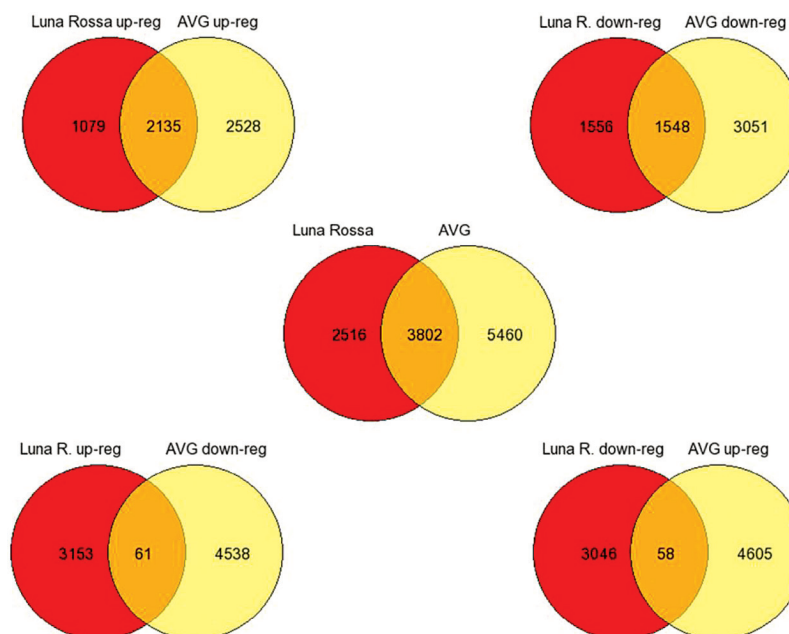 Luna Rossa up-reg AVG up-reg
1079 2135 2528
Luna R. down-reg AVG down-reg
1556 1548 3051
Luna Rossa AVG
2516 3802 5460
Luna R. up-reg AVG down-reg
3153 61 4538
Luna R. down-reg AVG up-reg
3046 58 4605